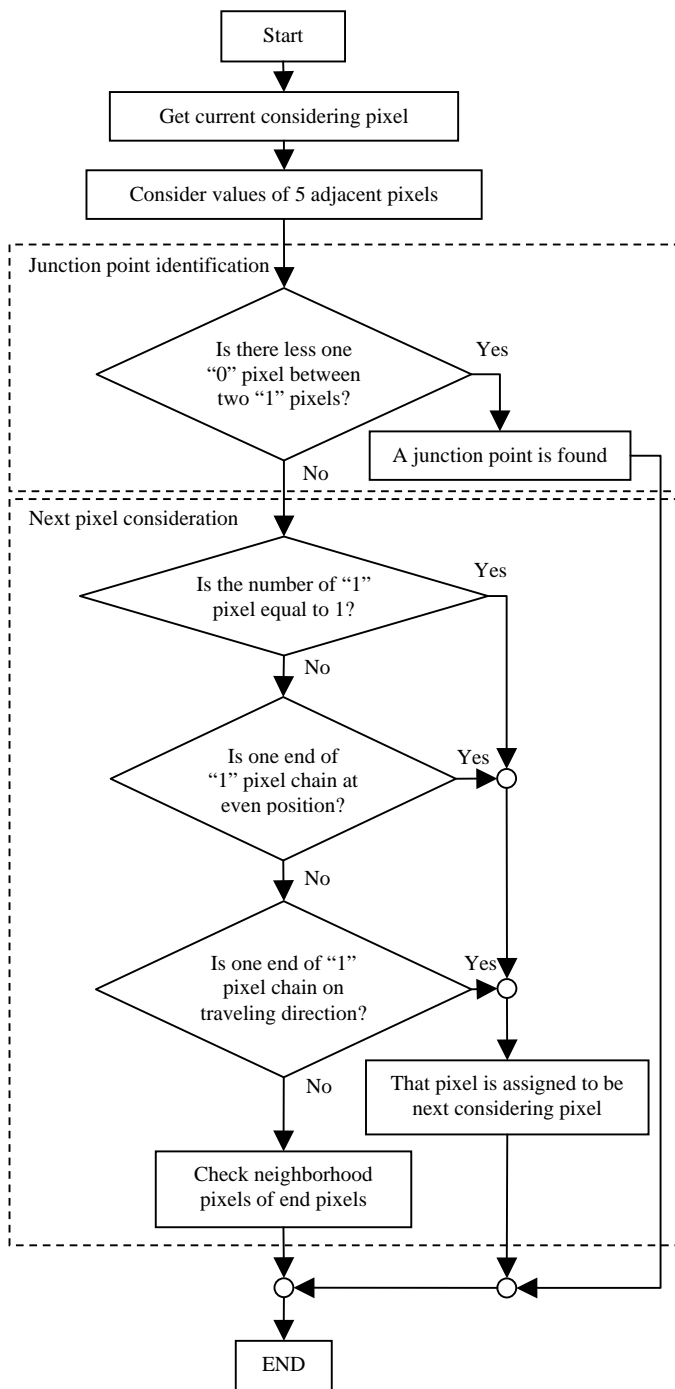 Start
Get current considering pixel
Consider values of 5 adjacent pixels
Junction point identification
Is there less one
“0” pixel between
two “1” pixels?
Yes
A junction point is found
No
Next pixel consideration
Is the number of “1”
pixel equal to 1?
Yes
No
Is one end of
“1” pixel chain at
even position?
Yes
No
Is one end of “1”
pixel chain on
traveling direction?
Yes
No
That pixel is assigned to be
next considering pixel
Check neighborhood
pixels of end pixels
END